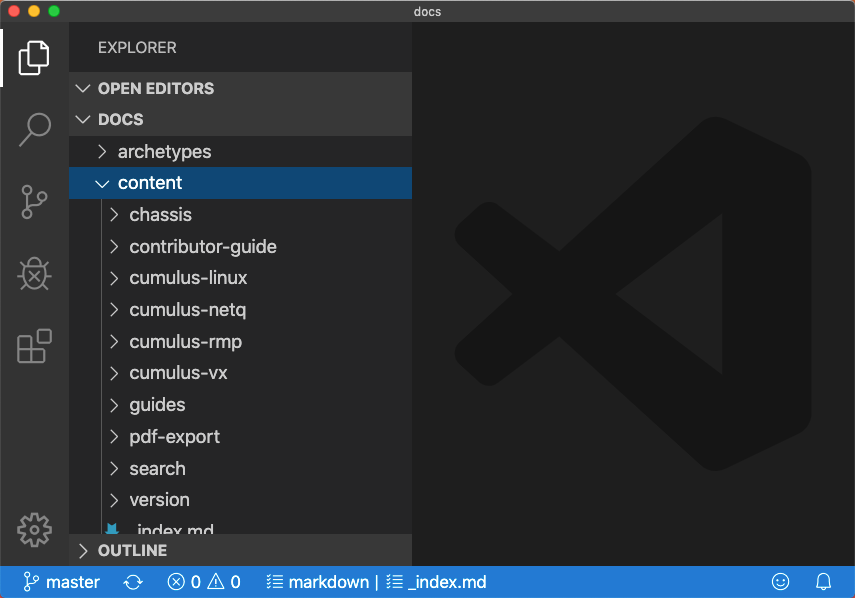 docs
EXPLORER
OPEN EDITORS
DOCS
archetypes
content
chassis
contributor-guide
cumulus-linux
cumulus-netq
cumulus-rmp
cumulus-vx
guides
pdf-export
search
version
_index.md
OUTLINE
master 0 0 markdown | _index.md